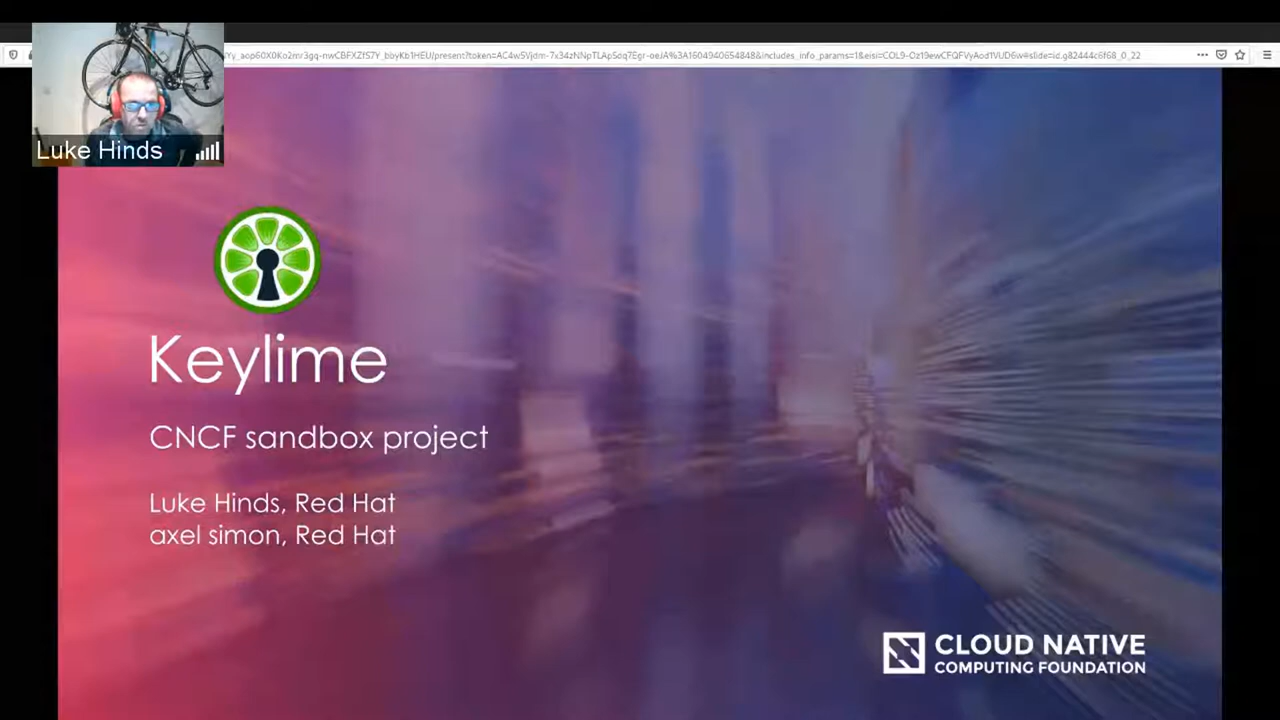 Luke Hinds
Keylime
CNCF sandbox project
Luke Hinds, Red Hat
axel simon, Red Hat
CLOUD NATIVE
COMPUTING FOUNDATION